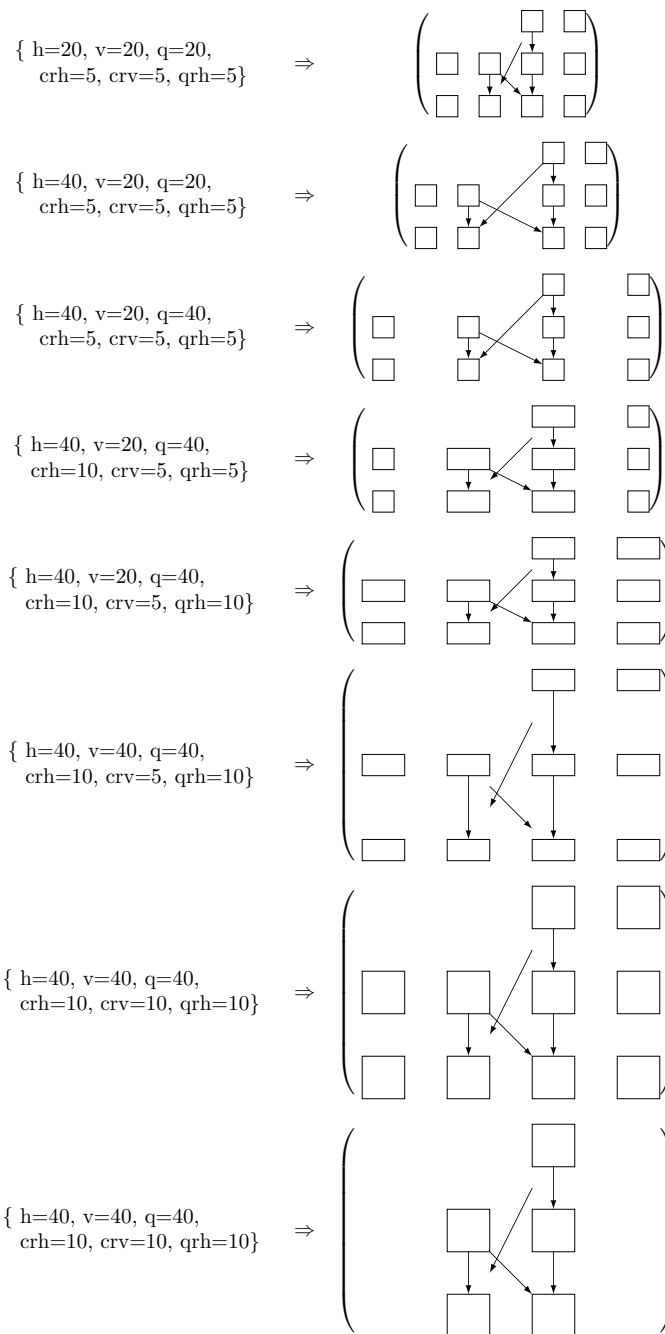 { h=20, v=20, q=20,
crh=5, crv=5, qrh=5} ⇒
{ h=40, v=20, q=20,
crh=5, crv=5, qrh=5} ⇒
{ h=40, v=20, q=40,
crh=5, crv=5, qrh=5} ⇒
{ h=40, v=20, q=40,
crh=10, crv=5, qrh=5} ⇒
{ h=40, v=20, q=40,
crh=10, crv=5, qrh=10} ⇒
{ h=40, v=40, q=40,
crh=10, crv=5, qrh=10} ⇒
{ h=40, v=40, q=40,
crh=10, crv=10, qrh=10} ⇒
{ h=40, v=40, q=40,
crh=10, crv=10, qrh=10} ⇒